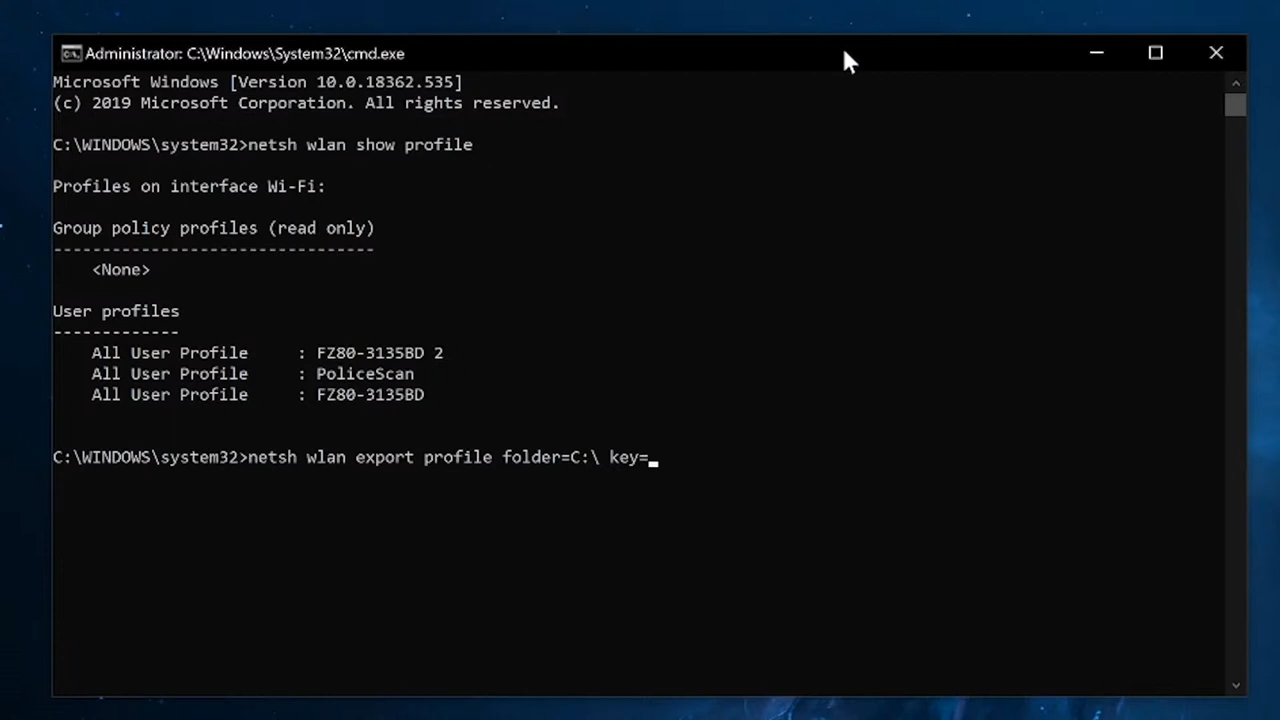 Administrator: C:\Windows\System32\cmd.exe
Microsoft Windows [Version 10.0.18362.535]
(c) 2019 Microsoft Corporation. All rights reserved.
C:\WINDOWS\system32>netsh wlan show profile
Profiles on interface Wi-Fi:
Group policy profiles (read only)
---------------------------------
<None>
User profiles
-------------
All User Profile     : FZ80-3135BD 2
All User Profile     : PoliceScan
All User Profile     : FZ80-3135BD
C:\WINDOWS\system32>netsh wlan export profile folder=C:\ key=